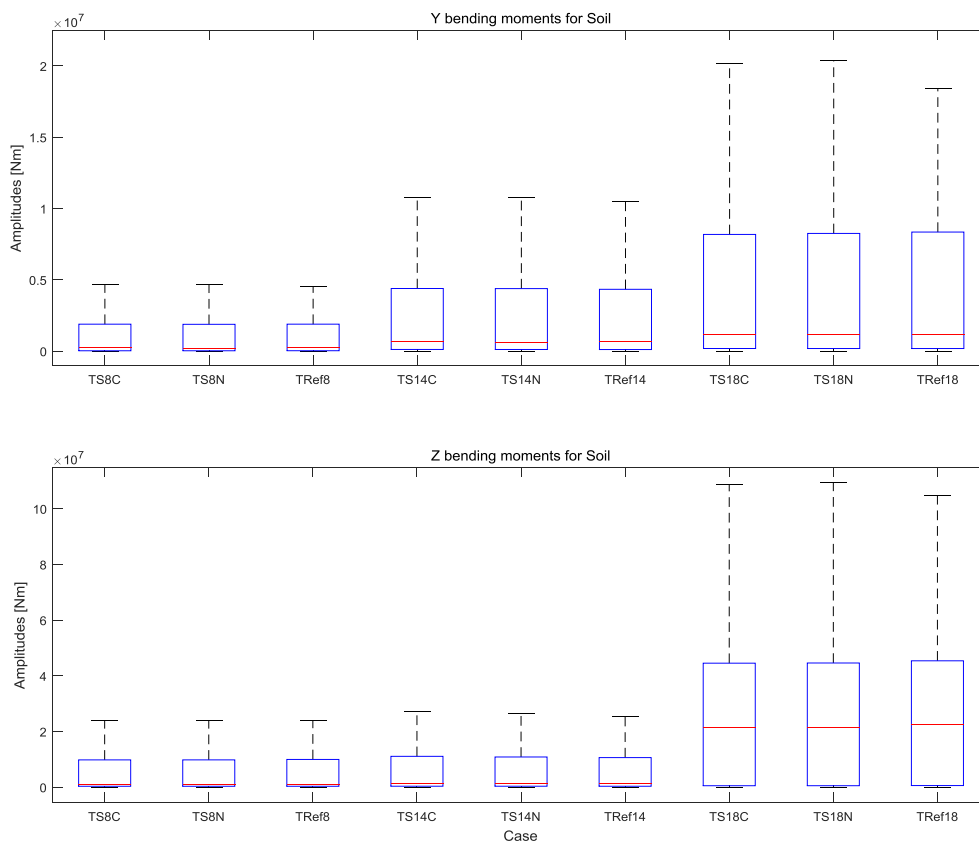 Y bending moments for Soil
×10^7
Amplitudes [Nm]
2
1.5
1
0.5
0
TS8C TS8N TRef8 TS14C TS14N TRef14 TS18C TS18N TRef18
Z bending moments for Soil
×10^7
Amplitudes [Nm]
10
8
6
4
2
0
TS8C TS8N TRef8 TS14C TS14N TRef14 TS18C TS18N TRef18
Case